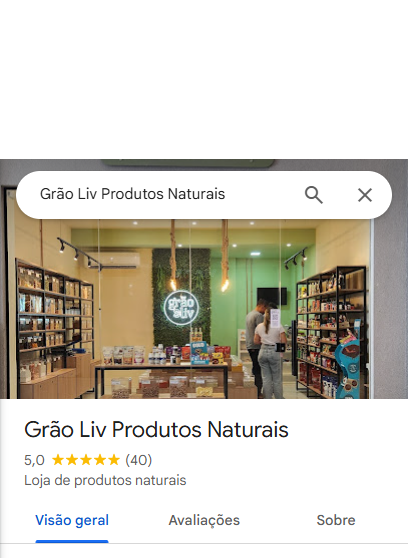 Grão Liv Produtos Naturais
grão
liv
Grão Liv Produtos Naturais
5,0 ★★★★★ (40)
Loja de produtos naturais
Visão geral
Avaliações
Sobre